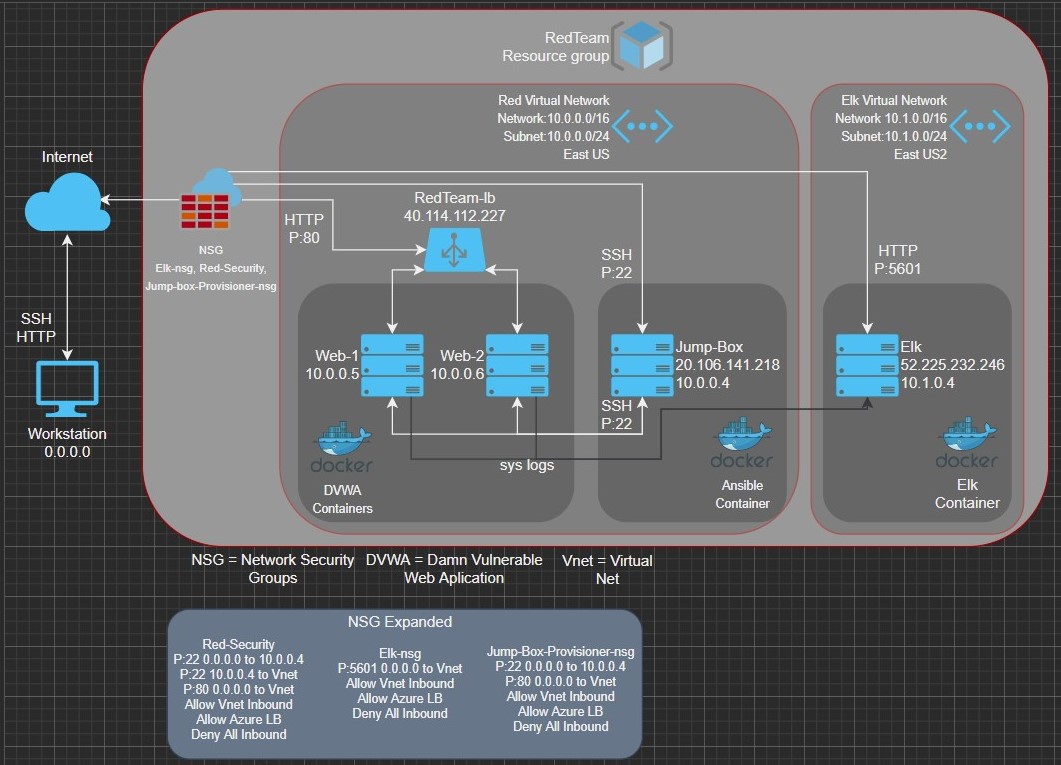 RedTeam
Resource group
Red Virtual Network
Network:10.0.0.0/16
Subnet:10.0.0.0/24
East US
Elk Virtual Network
Network 10.1.0.0/16
Subnet:10.1.0.0/24
East US2
Internet
SSH
HTTP
Workstation
0.0.0.0
NSG
Elk-nsg, Red-Security,
Jump-box-Provisioner-nsg
HTTP
P:80
RedTeam-lb
40.114.112.227
SSH
P:22
HTTP
P:5601
Web-1
10.0.0.5
Web-2
10.0.0.6
Jump-Box
20.106.141.218
10.0.0.4
Elk
52.225.232.246
10.1.0.4
SSH
P:22
docker
DVWA
Containers
sys logs
docker
Ansible
Container
docker
Elk
Container
NSG = Network Security
Groups
DVWA = Damn Vulnerable
Web Aplication
Vnet = Virtual
Net
NSG Expanded
Red-Security
P:22 0.0.0.0 to 10.0.0.4
P:22 10.0.0.4 to Vnet
P:80 0.0.0.0 to Vnet
Allow Vnet Inbound
Allow Azure LB
Deny All Inbound
Elk-nsg
P:5601 0.0.0.0 to Vnet
Allow Vnet Inbound
Allow Azure LB
Deny All Inbound
Jump-Box-Provisioner-nsg
P:22 0.0.0.0 to 10.0.0.4
P:80 0.0.0.0 to Vnet
Allow Vnet Inbound
Allow Azure LB
Deny All Inbound